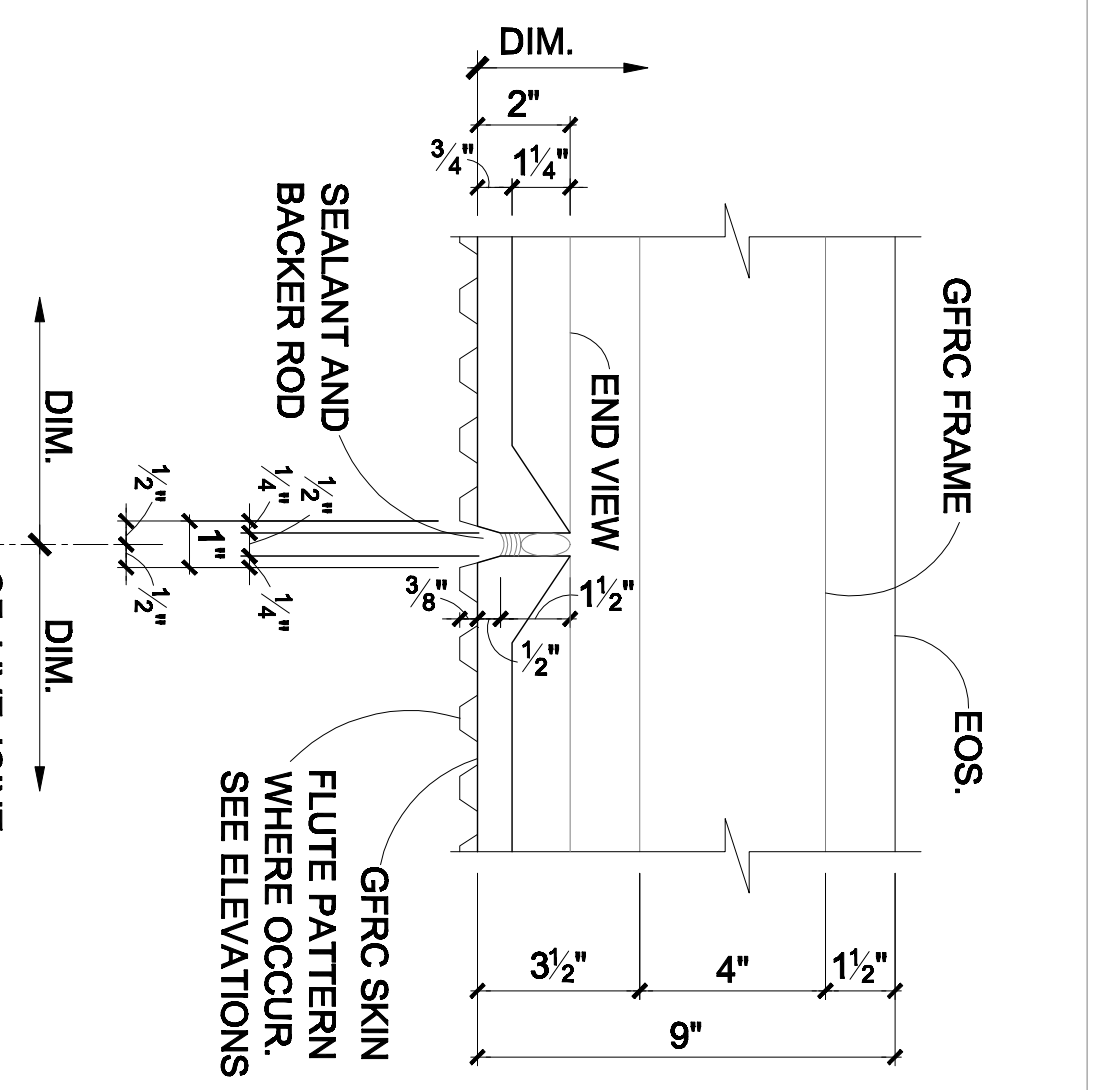 DIM.
2"
3/4"
1 1/4"
SEALANT AND
BACKER ROD
END VIEW
GFRC FRAME
EOS.
DIM.
DIM.
1/2"
1/2"
1"
1/4"
1/2"
1/4"
3/8"
1 1/2"
1/2"
FLUTE PATTERN
WHERE OCCUR.
SEE ELEVATIONS
GFRC SKIN
3 1/2"
4"
1 1/2"
9"